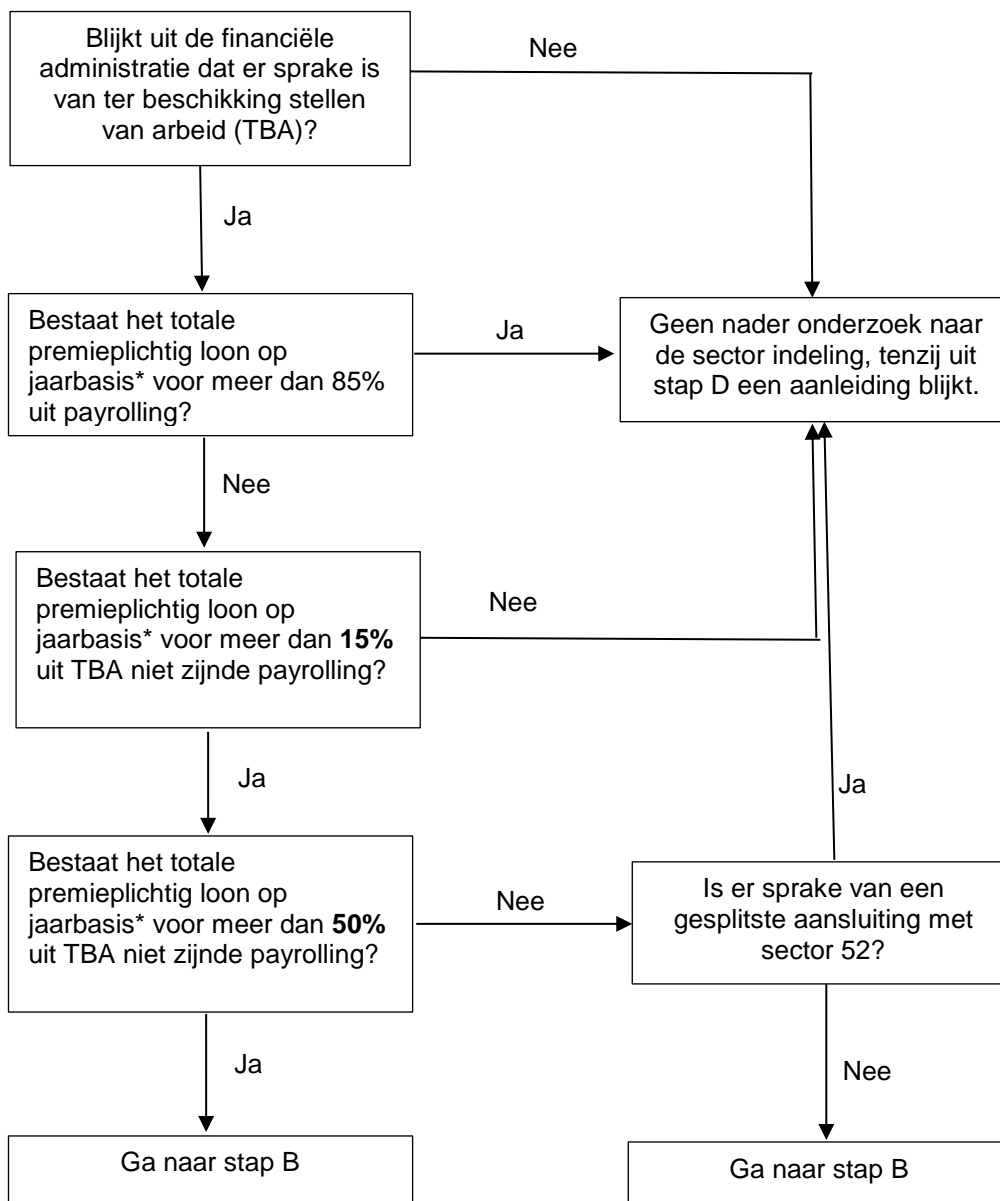 Blijkt uit de financiële
administratie dat er sprake is
van ter beschikking stellen
van arbeid (TBA)?
Nee
Ja
Bestaat het totale
premieplichtig loon op
jaarbasis* voor meer dan 85%
uit payrolling?
Ja
Geen nader onderzoek naar
de sector indeling, tenzij uit
stap D een aanleiding blijkt.
Nee
Bestaat het totale
premieplichtig loon op
jaarbasis* voor meer dan 15%
uit TBA niet zijnde payrolling?
Nee
Ja
Ja
Bestaat het totale
premieplichtig loon op
jaarbasis* voor meer dan 50%
uit TBA niet zijnde payrolling?
Nee
Is er sprake van een
gesplitste aansluiting met
sector 52?
Ja
Nee
Ga naar stap B
Ga naar stap B